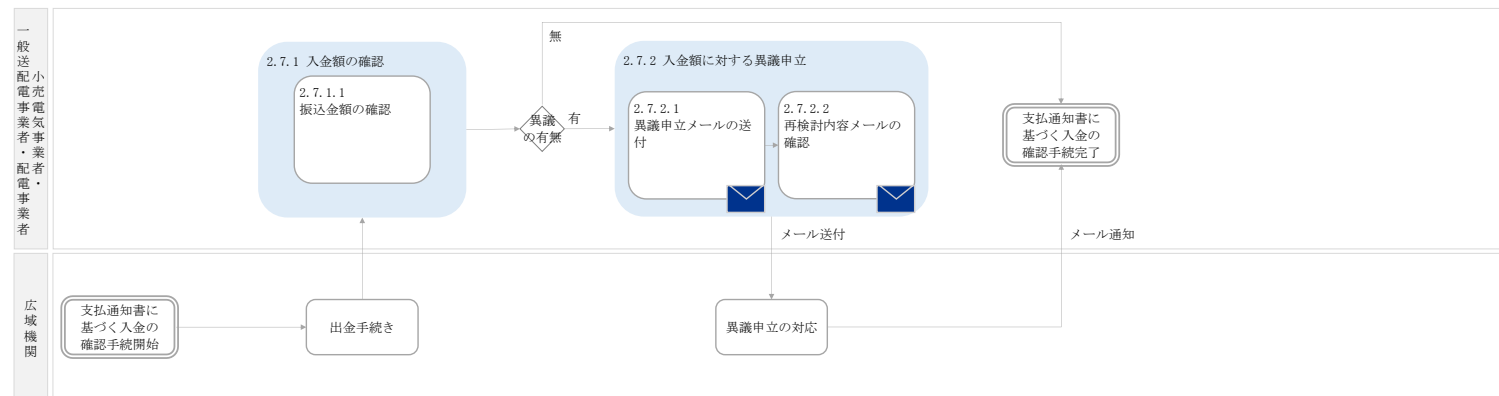 一般送配電事業者・配電事業者
小売電気事業者・
無
2.7.1 入金額の確認
2.7.1.1
振込金額の確認
異議
の有無
有
2.7.2 入金額に対する異議申立
2.7.2.1
異議申立メールの送
付
2.7.2.2
再検討内容メールの
確認
支払通知書に
基づく入金の
確認手続完了
メール送付
メール通知
広域機関
支払通知書に
基づく入金の
確認手続開始
出金手続き
異議申立の対応